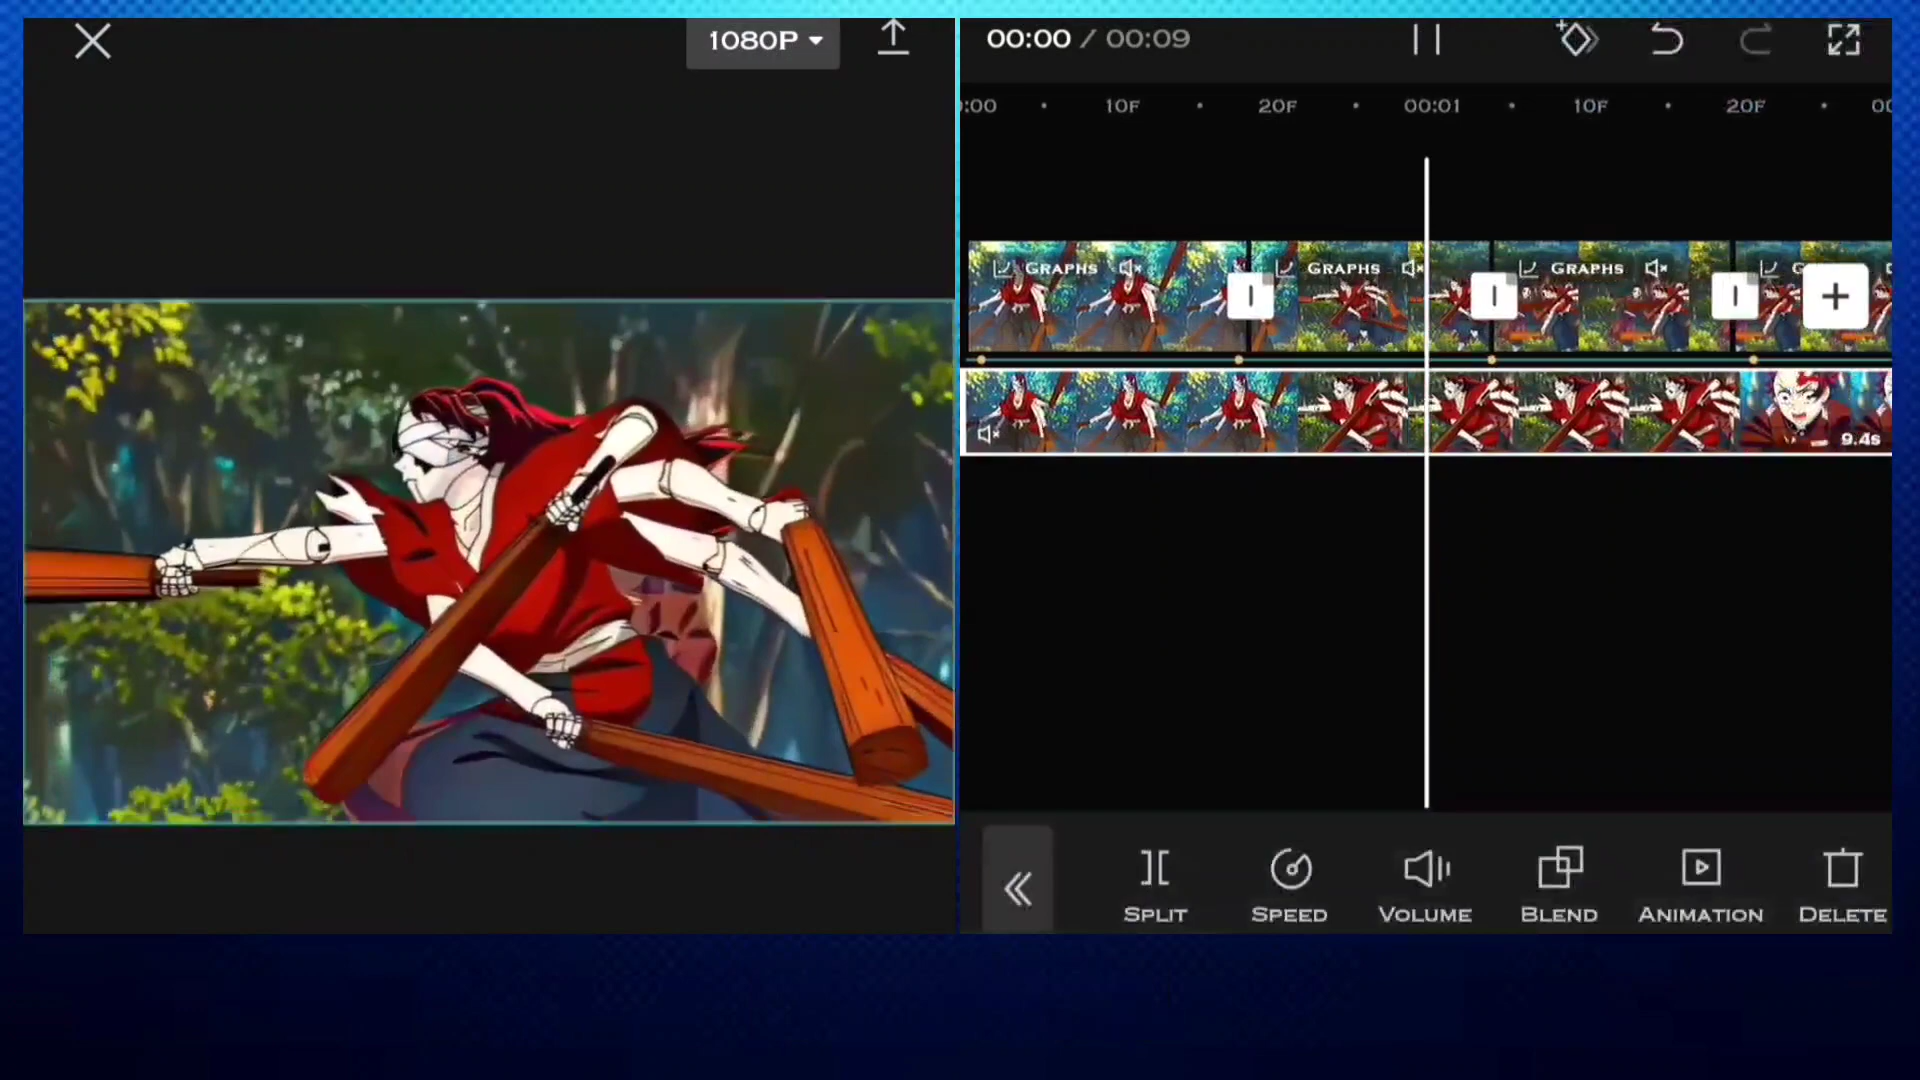 1080P
00:00 / 00:09
:00 10F 20F 00:01 10F 20F
GRAPHS GRAPHS GRAPHS G
9.4s
SPLIT SPEED VOLUME BLEND ANIMATION DELETE